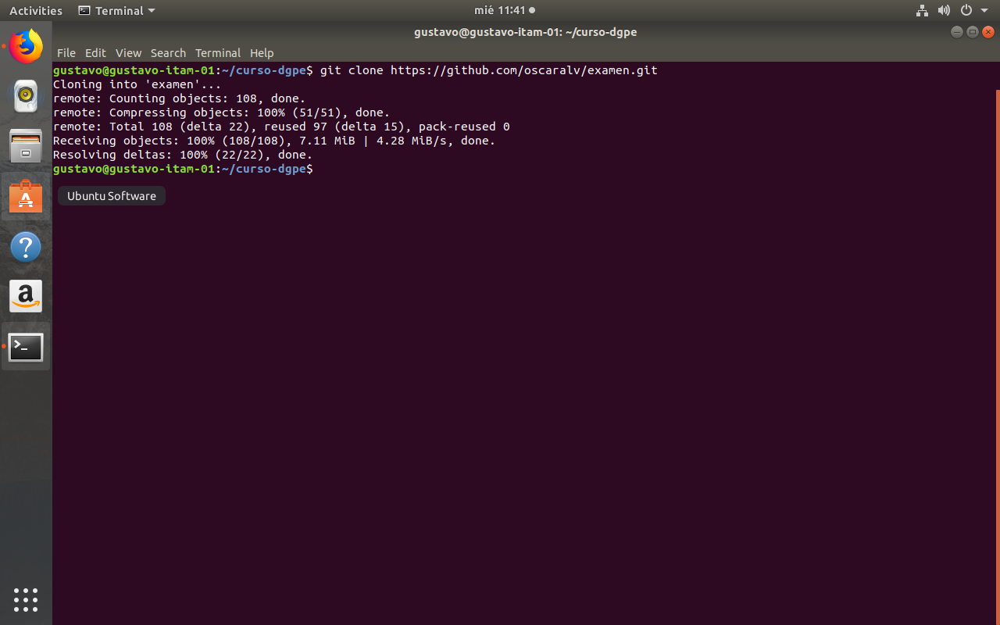 Activities Terminal mié 11:41
gustavo@gustavo-itam-01: ~/curso-dgpe
File Edit View Search Terminal Help
gustavo@gustavo-itam-01:~/curso-dgpe$ git clone https://github.com/oscaralv/examen.git
Cloning into 'examen'...
remote: Counting objects: 108, done.
remote: Compressing objects: 100% (51/51), done.
remote: Total 108 (delta 22), reused 97 (delta 15), pack-reused 0
Receiving objects: 100% (108/108), 7.11 MiB | 4.28 MiB/s, done.
Resolving deltas: 100% (22/22), done.
gustavo@gustavo-itam-01:~/curso-dgpe$
Ubuntu Software